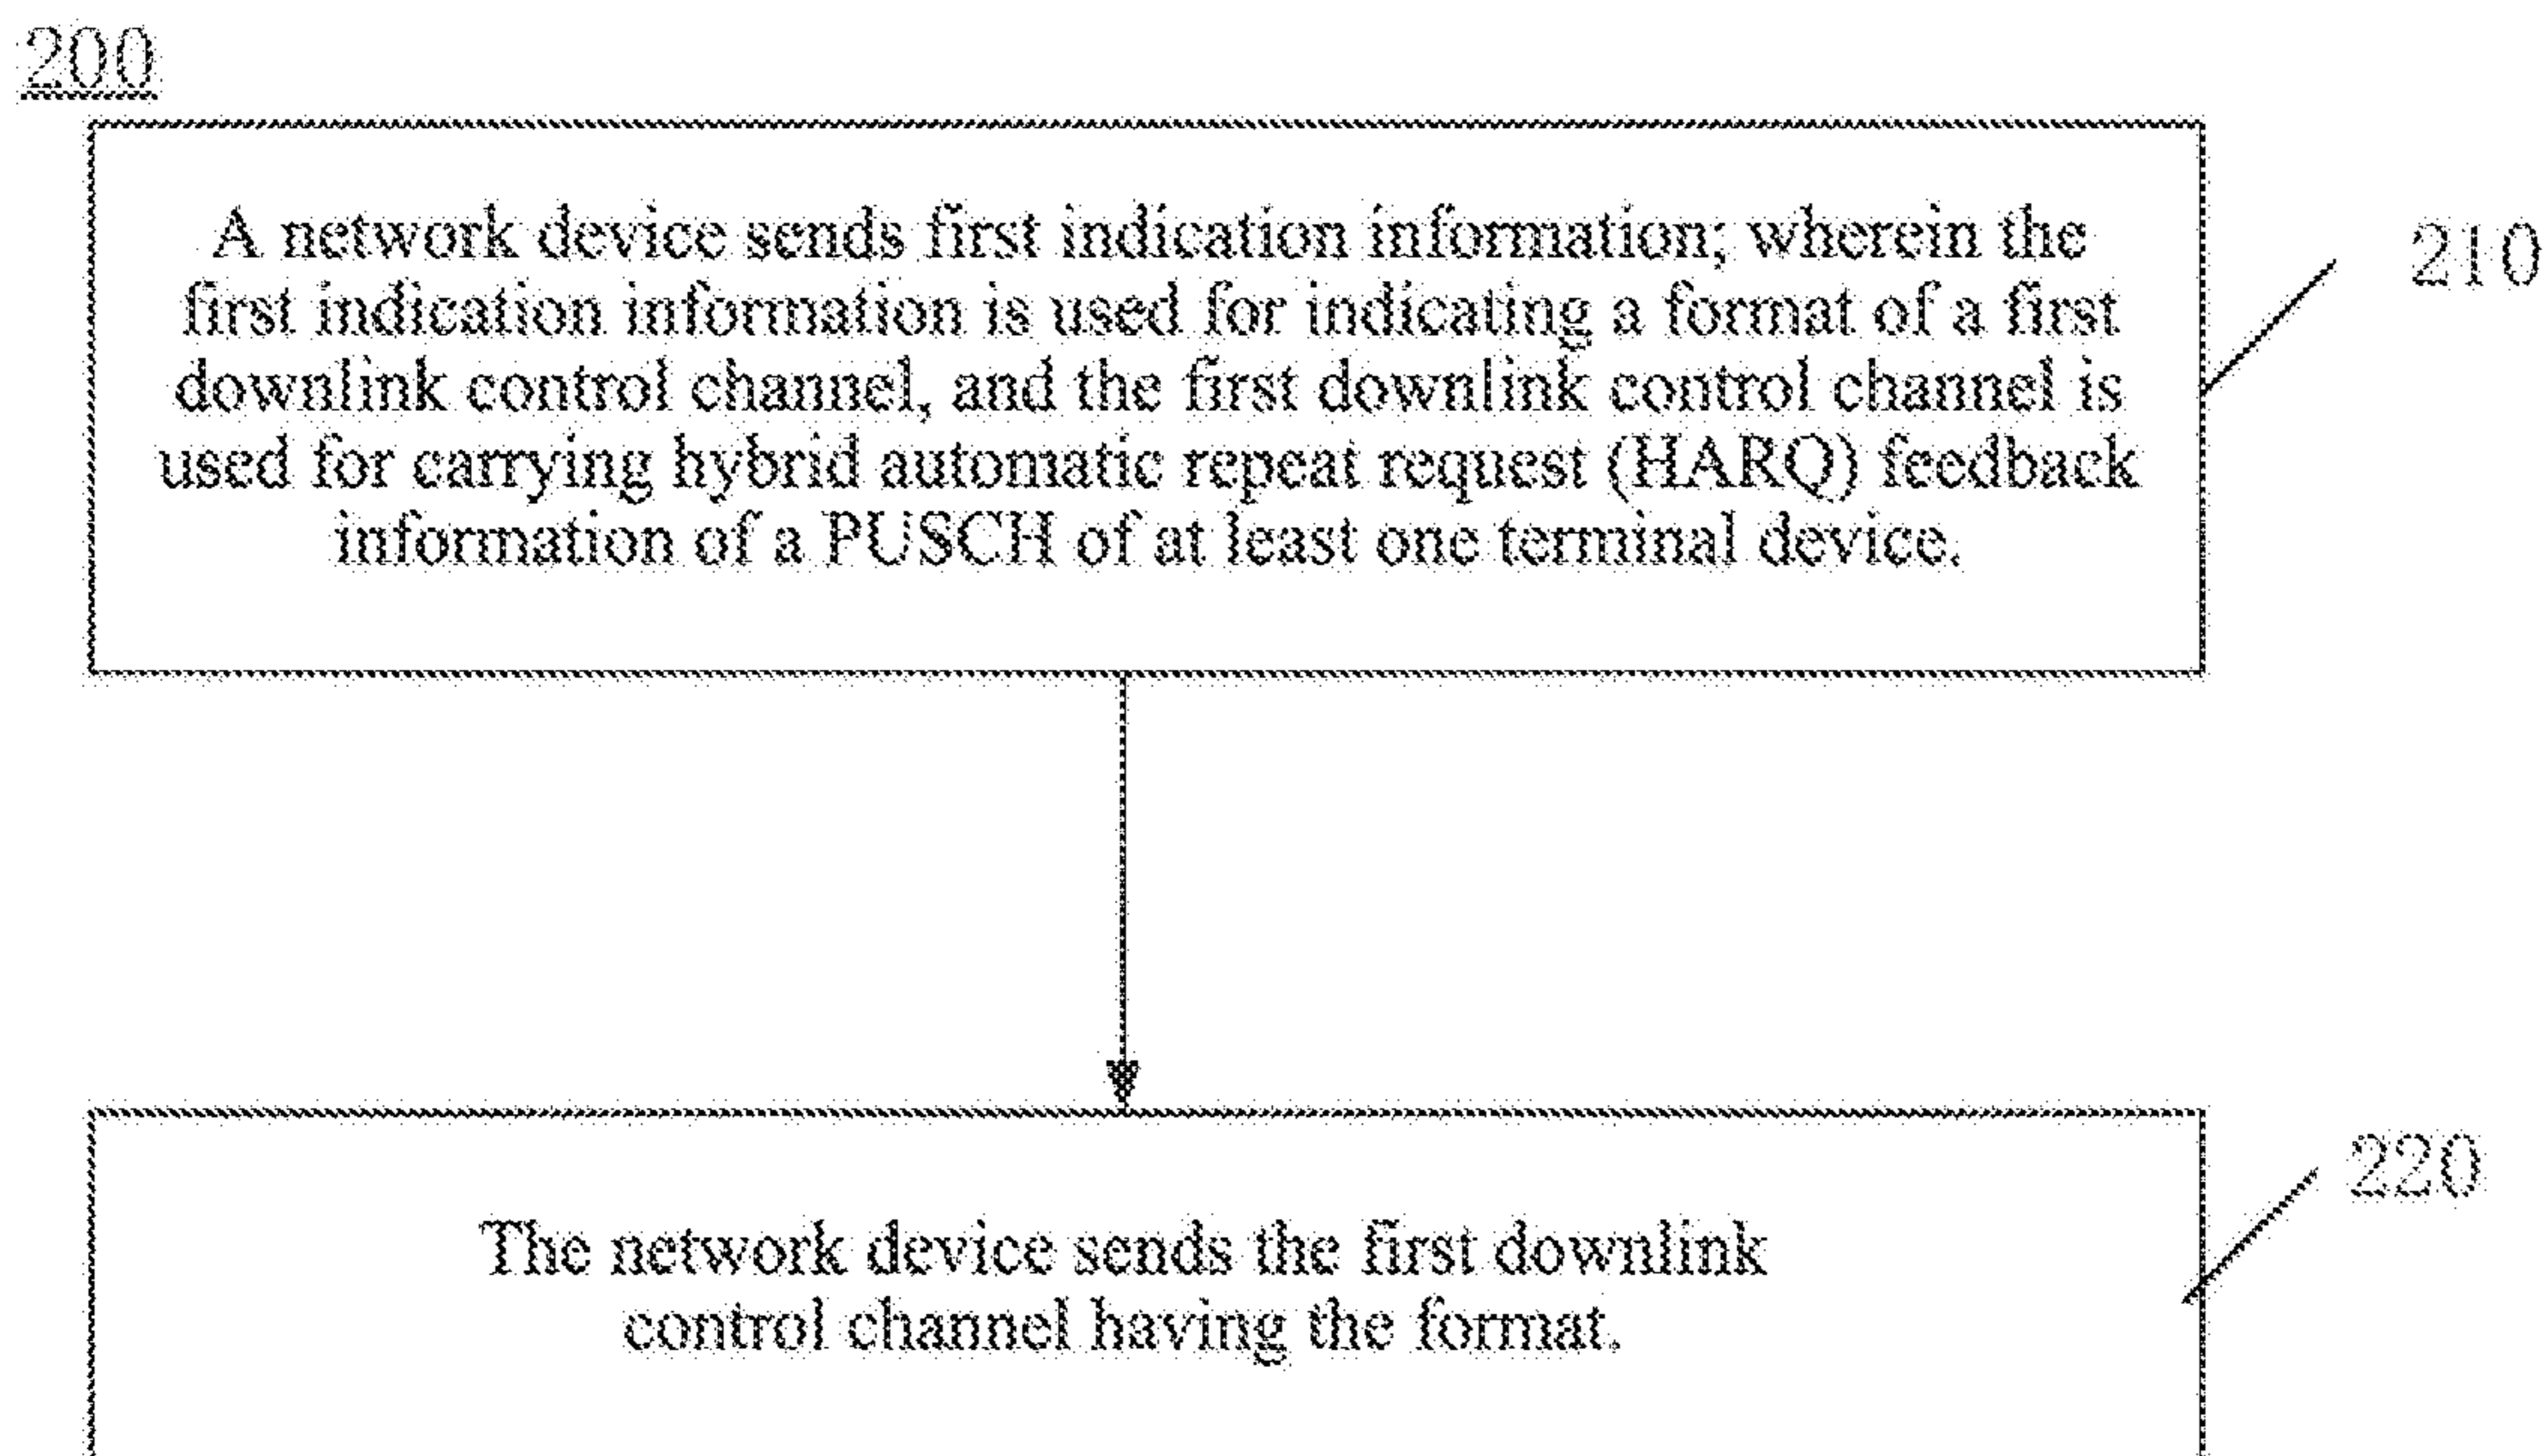 200
A network device sends first indication information; wherein the
first indication information is used for indicating a format of a first
downlink control channel, and the first downlink control channel is
used for carrying hybrid automatic repeat request (HARQ) feedback
information of a PUSCH of at least one terminal device.
210
The network device sends the first downlink
control channel having the format.
220